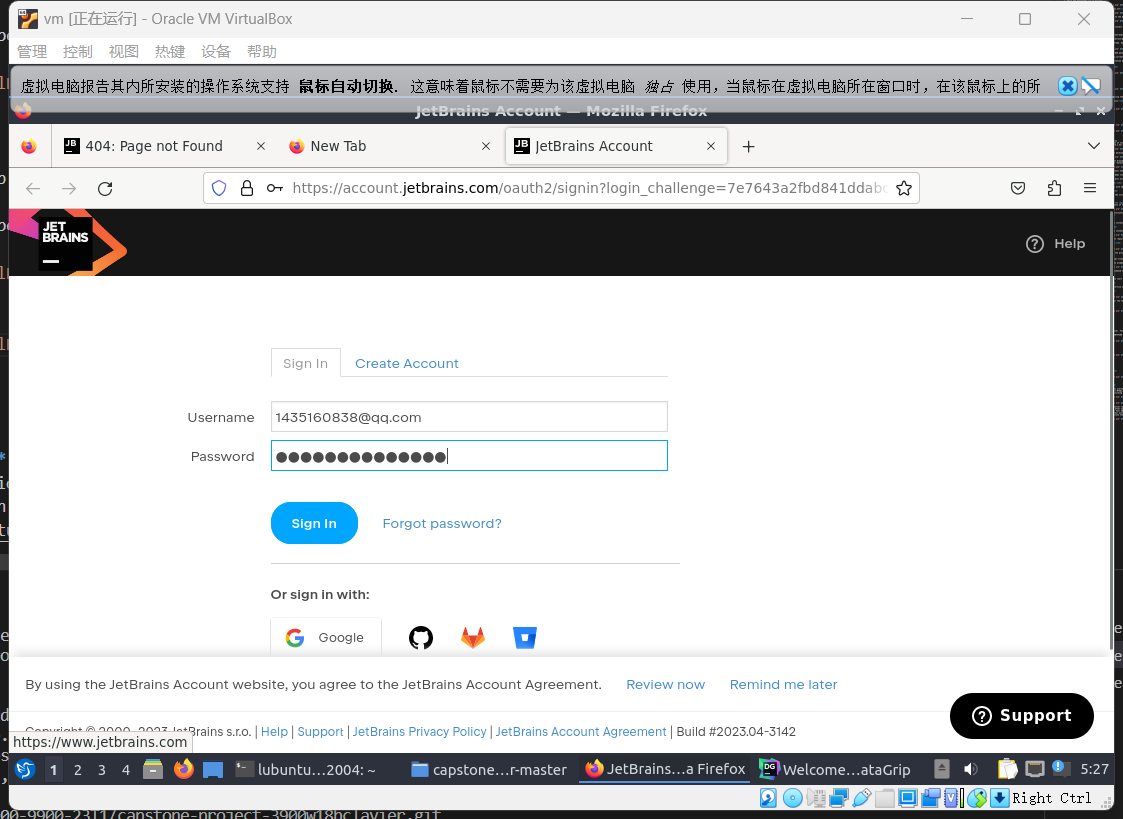 vm [正在运行] - Oracle VM VirtualBox
管理 控制 视图 热键 设备 帮助
虚拟电脑报告其内所安装的操作系统支持 鼠标自动切换. 这意味着鼠标不需要为该虚拟电脑 独占 使用，当鼠标在虚拟电脑所在窗口时，在该鼠标上的所
JetBrains Account — Mozilla Firefox
JB 404: Page not Found New Tab JB JetBrains Account
https://account.jetbrains.com/oauth2/signin?login_challenge=7e7643a2fbd841ddab
JET
BRAINS
Help
Sign In Create Account
Username 1435160838@qq.com
Password
Sign In Forgot password?
Or sign in with:
Google
By using the JetBrains Account website, you agree to the JetBrains Account Agreement. Review now Remind me later
Support
Copyright © 2000–2023 JetBrains s.r.o. | Help | Support | JetBrains Privacy Policy | JetBrains Account Agreement | Build #2023.04-3142
https://www.jetbrains.com
1 2 3 4 lubuntu...2004: ~ capstone...r-master JetBrains...a Firefox DG Welcome...ataGrip 5:27
Right Ctrl
00-9900-23T1/capstone-project-3900w18hclavier.git